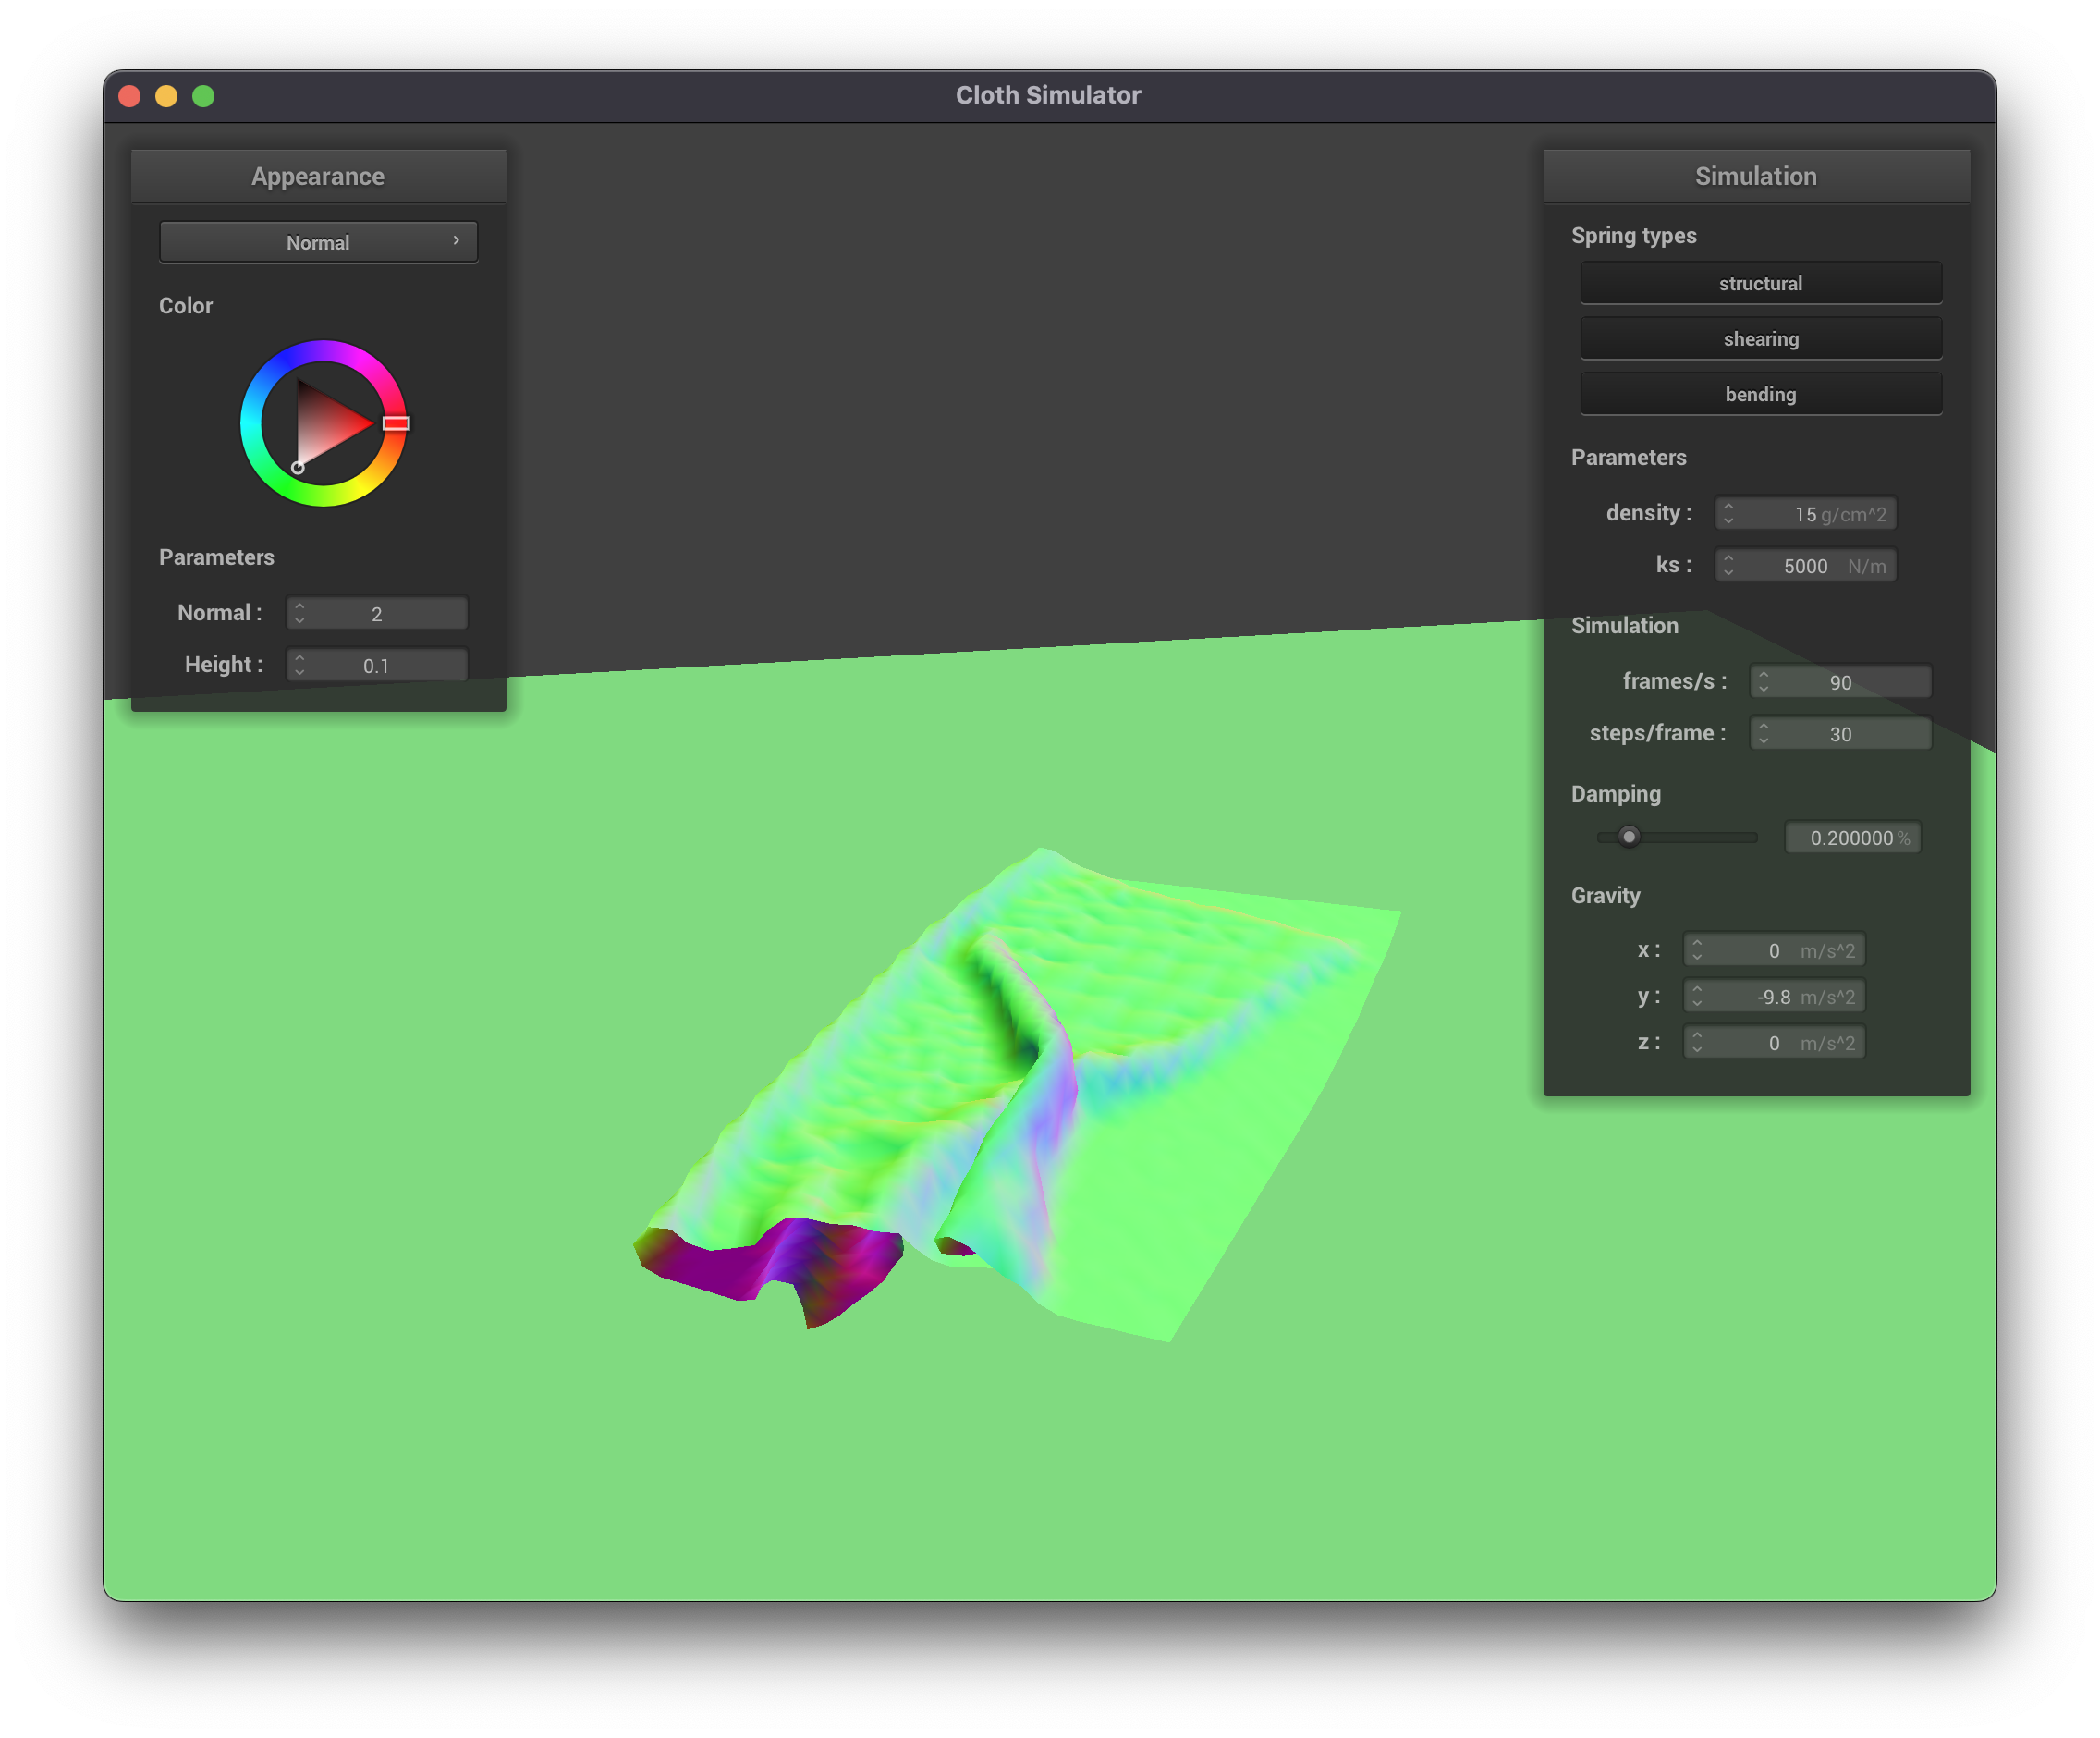 Cloth Simulator
Appearance
Normal
Color
Parameters
Normal : 2
Height : 0.1
Simulation
Spring types
structural
shearing
bending
Parameters
density : 15 g/cm^2
ks : 5000 N/m
Simulation
frames/s : 90
steps/frame : 30
Damping
0.200000 %
Gravity
x : 0 m/s^2
y : -9.8 m/s^2
z : 0 m/s^2